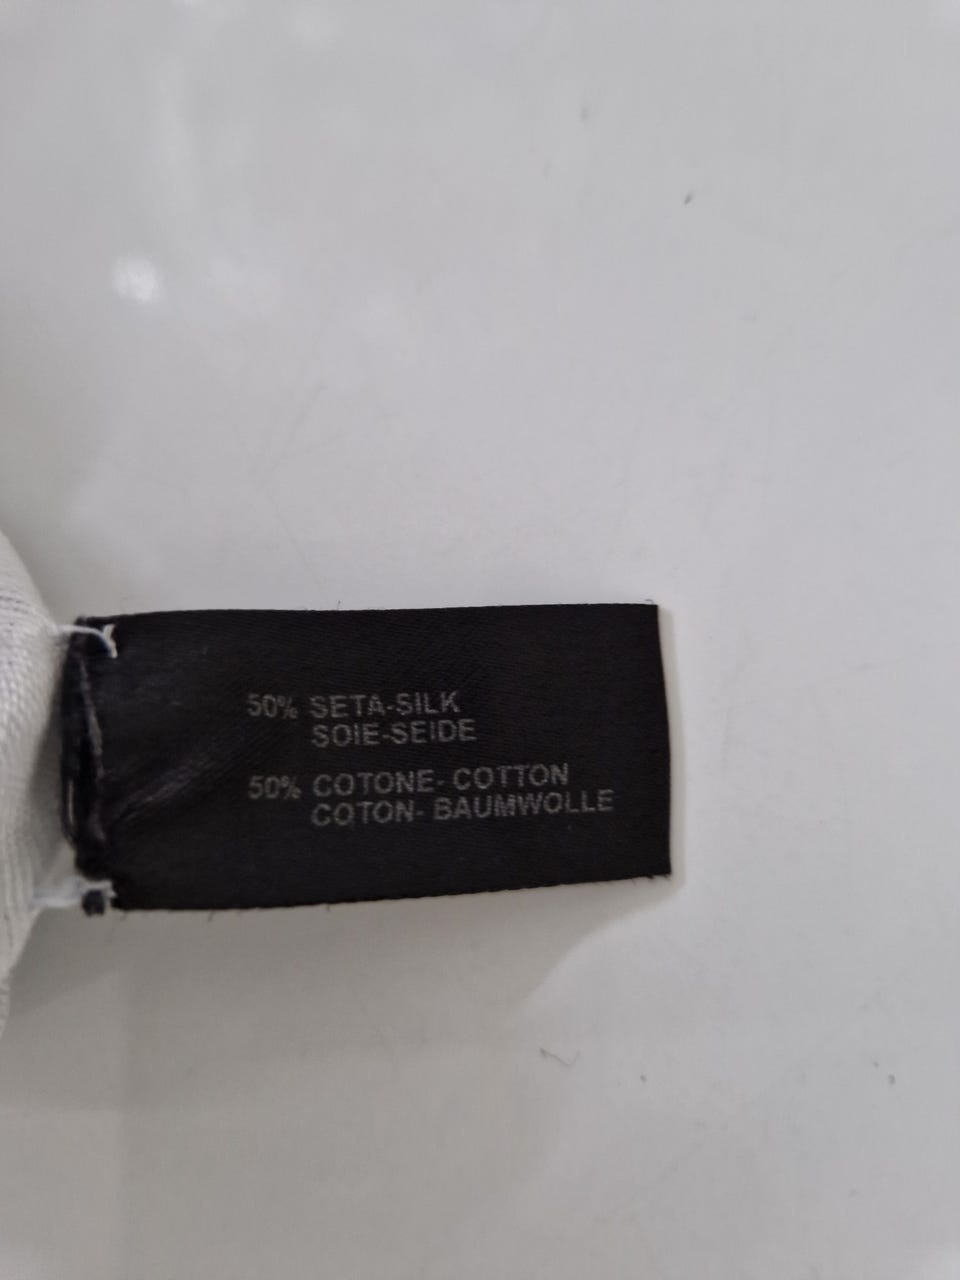 50% SETA-SILK
SOIE-SEIDE
50% COTONE- COTTON
COTON- BAUMWOLLE